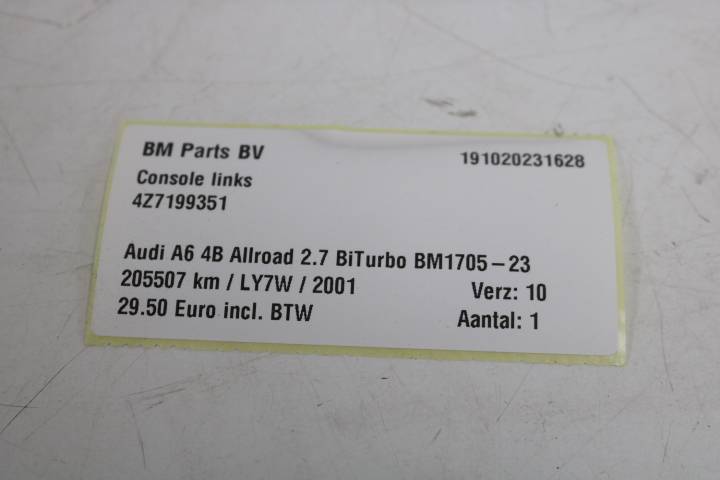 BM Parts BV 191020231628
Console links
4Z7199351
Audi A6 4B Allroad 2.7 BiTurbo BM1705-23
205507 km / LY7W / 2001 Verz: 10
29.50 Euro incl. BTW Aantal: 1